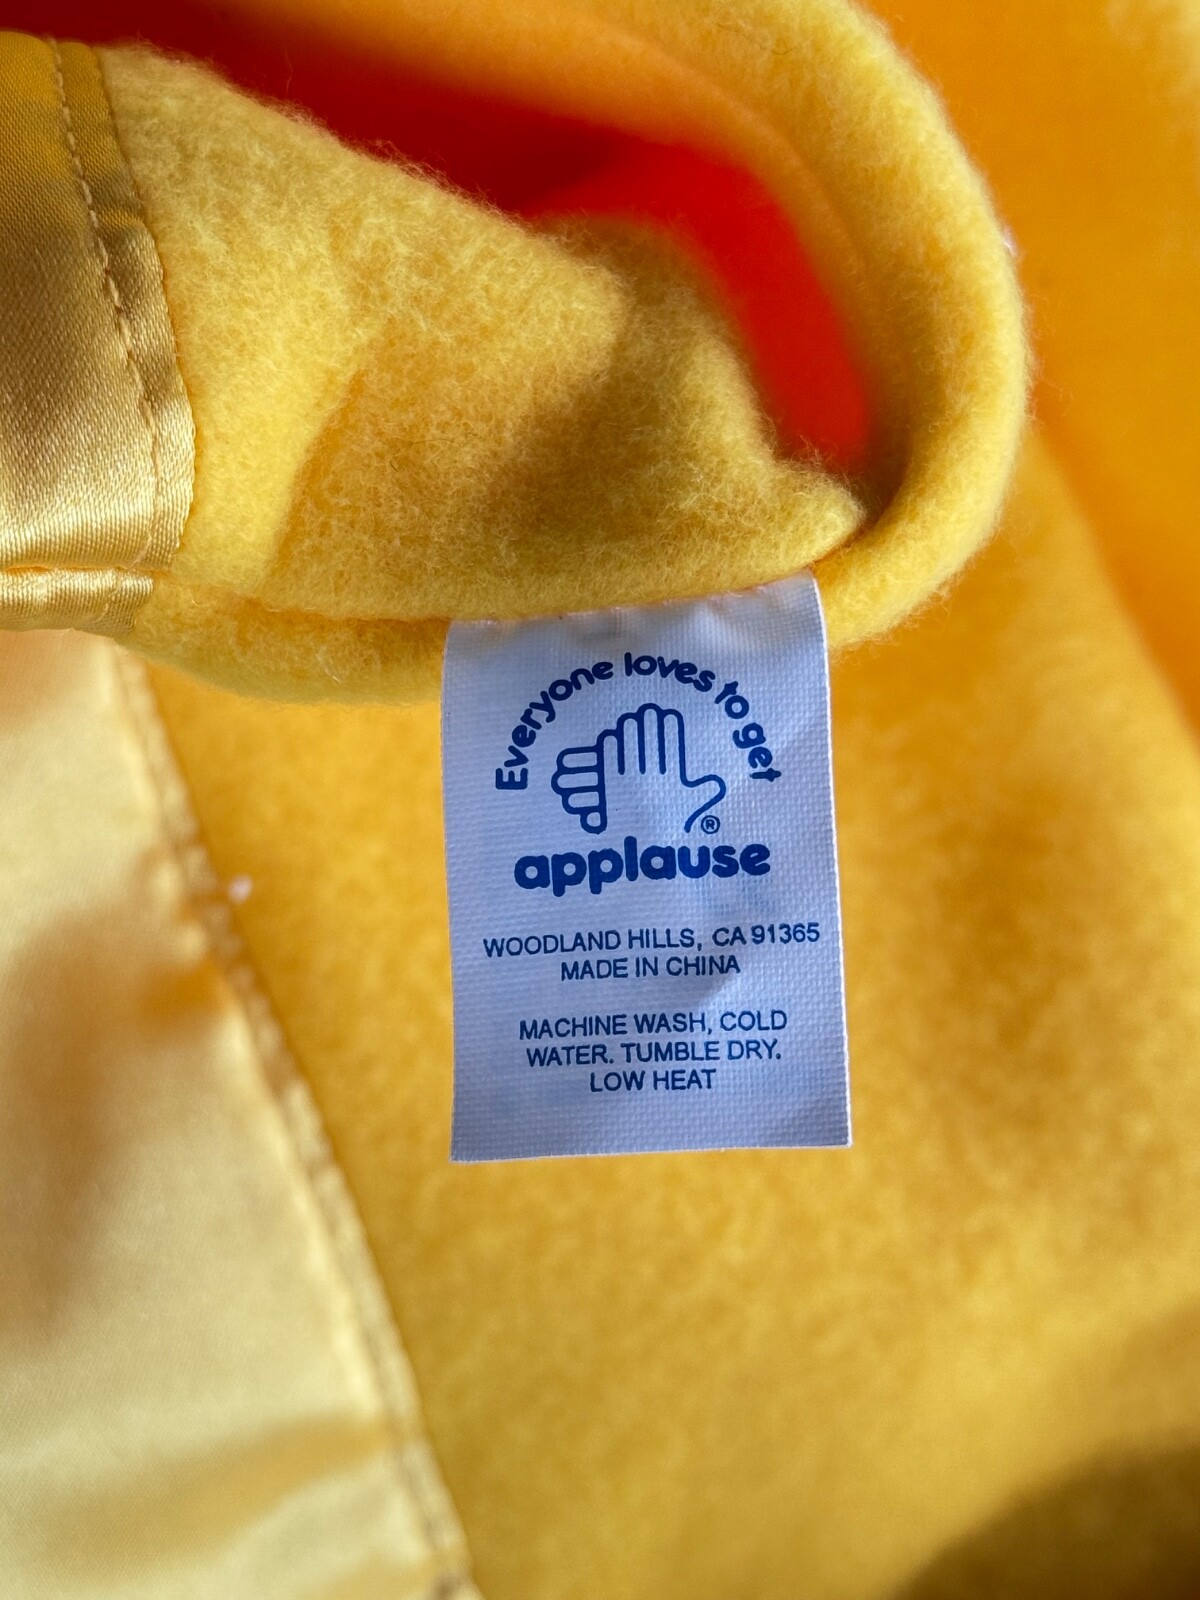 Everyone loves to get
®
applause
WOODLAND HILLS, CA 91365
MADE IN CHINA
MACHINE WASH, COLD
WATER. TUMBLE DRY.
LOW HEAT